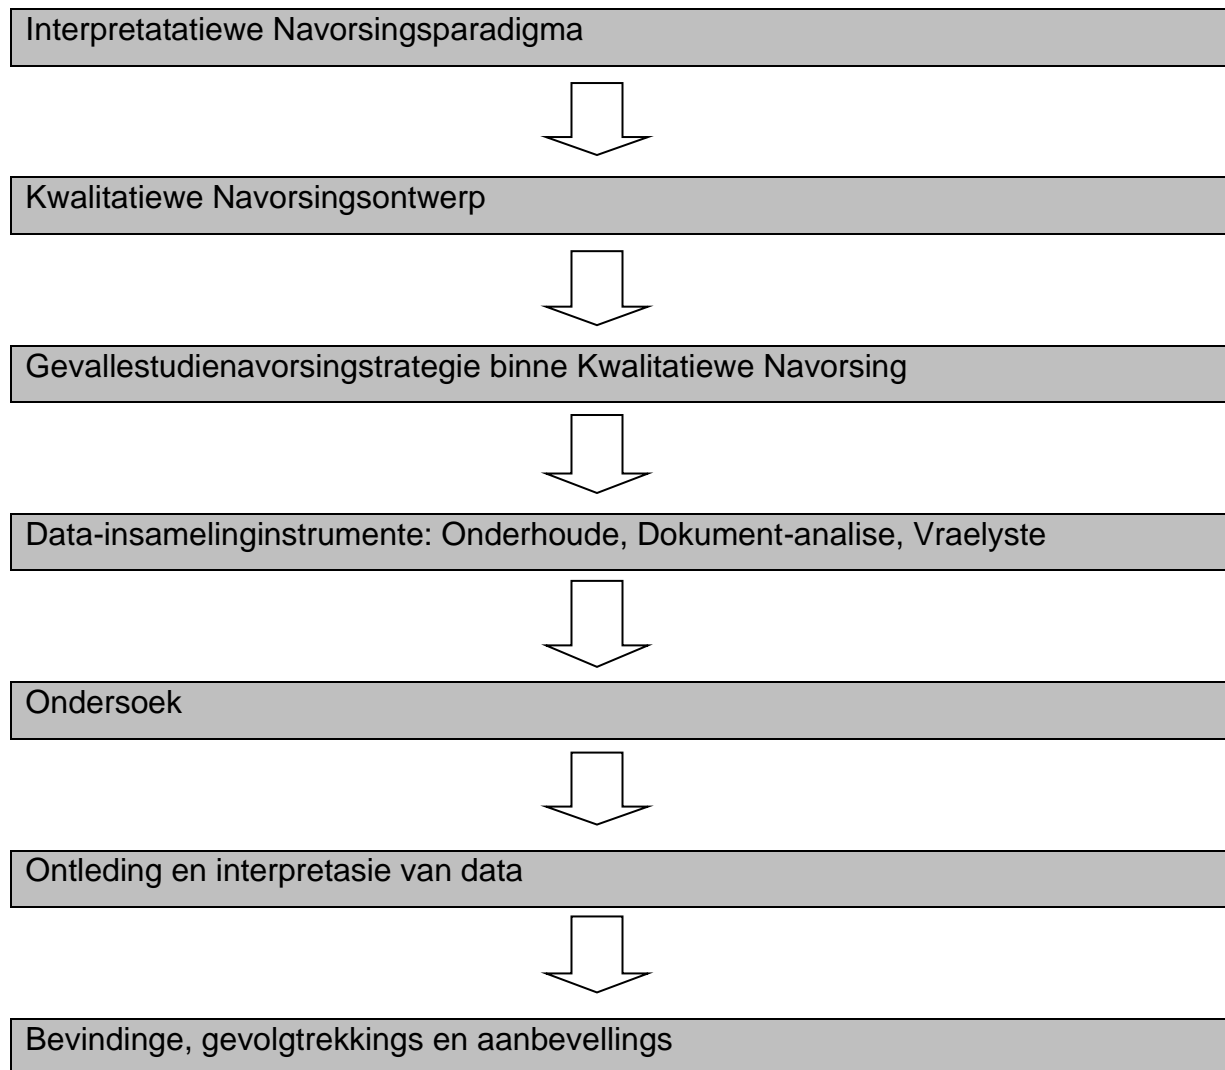 Interpretatatiewe Navorsingsparadigma
Kwalitatiewe Navorsingsontwerp
Gevallestudienavorsingstrategie binne Kwalitatiewe Navorsing
Data-insamelinginstrumente: Onderhoude, Dokument-analise, Vraelyste
Ondersoek
Ontleding en interpretasie van data
Bevindinge, gevolgtrekkings en aanbevellings